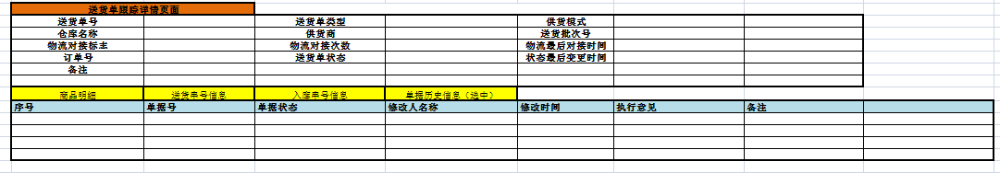 送货单跟踪详情页面
送货单号 送货单类型 供货模式
仓库名称 供货商 送货批次号
物流对接标志 物流对接次数 物流最后对接时间
订单号 送货单状态 状态最后变更时间
备注
商品明细 送货串号信息 入库串号信息 单据历史信息（选中）
序号 单据号 单据状态 修改人名称 修改时间 执行意见 备注